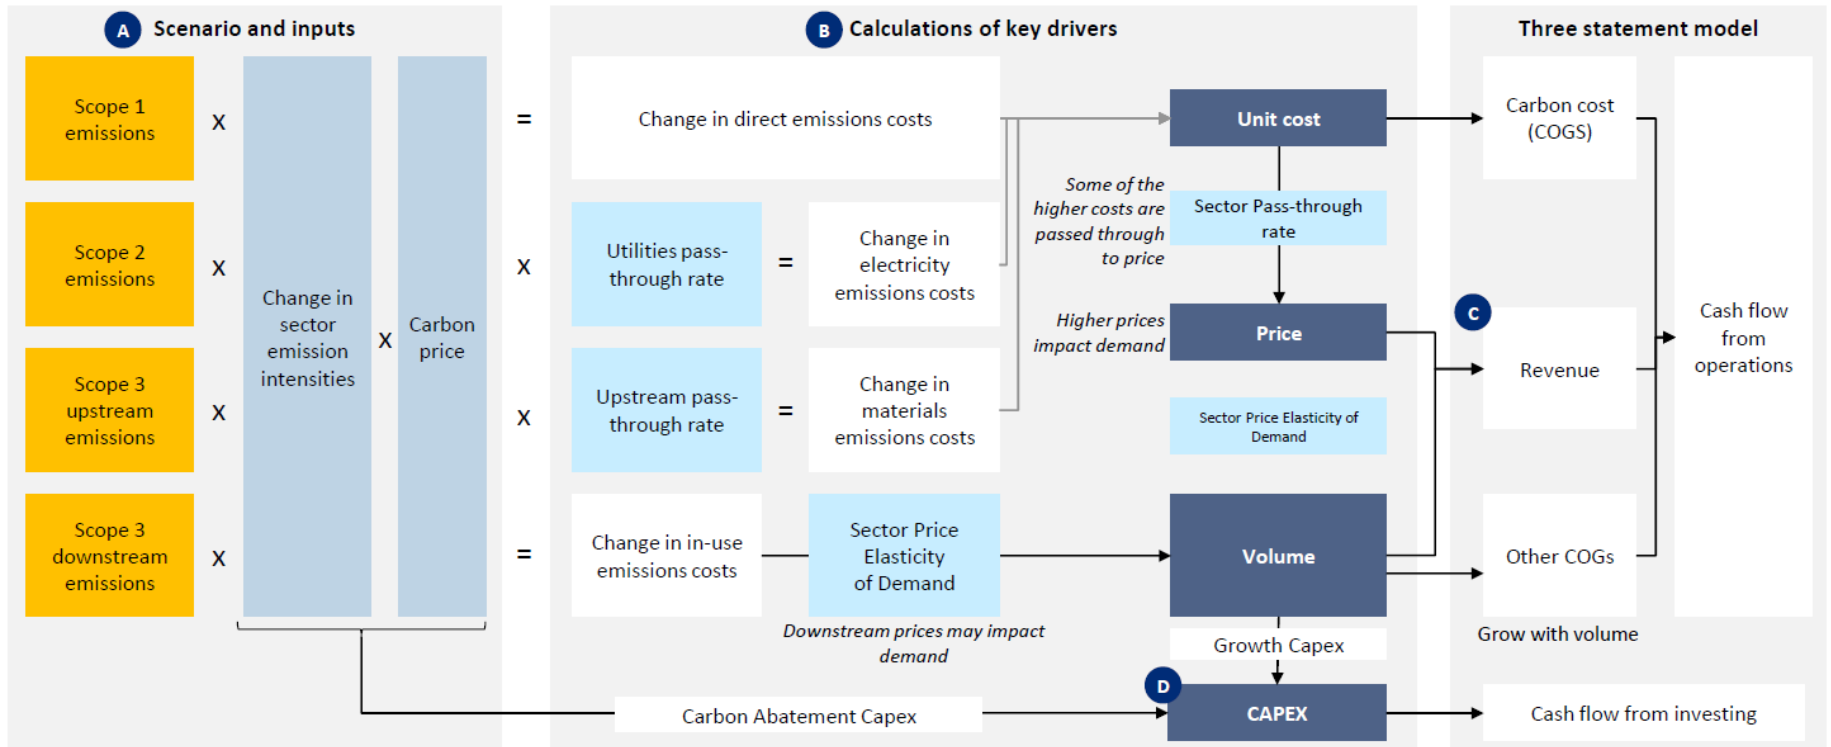 A Scenario and inputs
Scope 1
emissions
X
Scope 2
emissions
X
Scope 3
upstream
emissions
X
Scope 3
downstream
emissions
X
Change in
sector
emission
intensities
X
Carbon
price
B Calculations of key drivers
=
Change in direct emissions costs
X
Utilities pass-
through rate
=
Change in
electricity
emissions costs
X
Upstream pass-
through rate
=
Change in
materials
emissions costs
=
Change in in-use
emissions costs
Sector Price
Elasticity
of Demand
Downstream prices may impact
demand
Unit cost
Some of the
higher costs are
passed through
to price
Sector Pass-through
rate
Higher prices
impact demand
Price
Sector Price Elasticity of
Demand
Volume
Growth Capex
Carbon Abatement Capex
D
CAPEX
Three statement model
Carbon cost
(COGS)
C
Revenue
Other COGs
Grow with volume
Cash flow
from
operations
Cash flow from investing